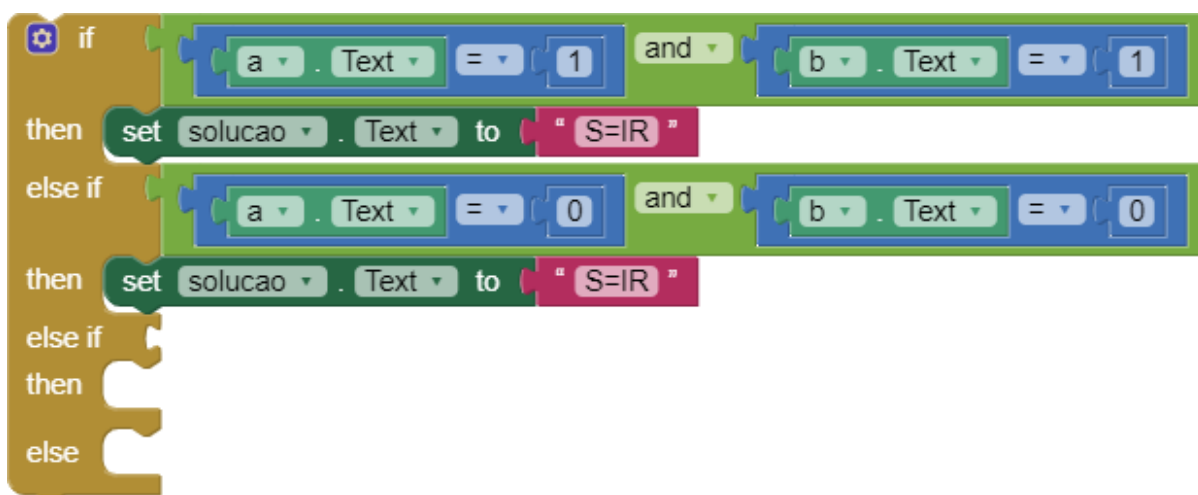 if a . Text = 1 and b . Text = 1
then set solucao . Text to " S=IR "
else if a . Text = 0 and b . Text = 0
then set solucao . Text to " S=IR "
else if
then
else